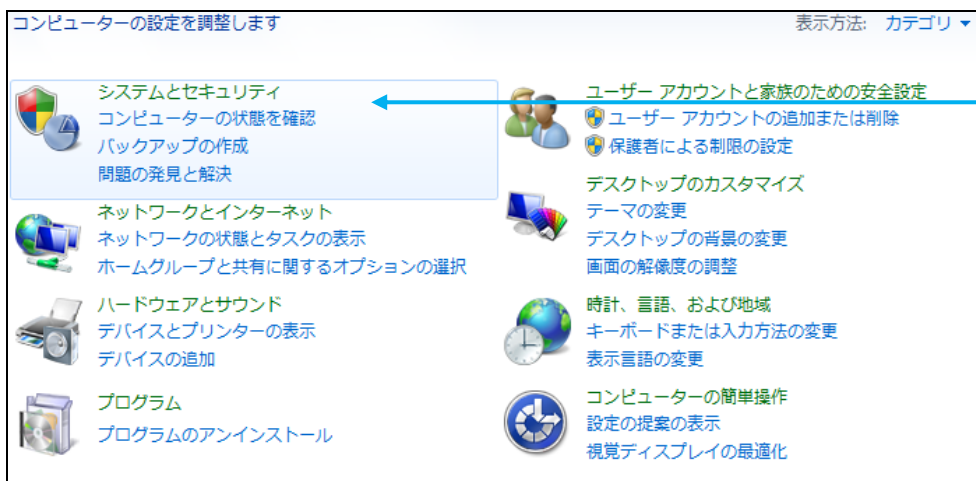 コンピューターの設定を調整します
表示方法: カテゴリ
システムとセキュリティ
コンピューターの状態を確認
バックアップの作成
問題の発見と解決
ネットワークとインターネット
ネットワークの状態とタスクの表示
ホームグループと共有に関するオプションの選択
ハードウェアとサウンド
デバイスとプリンターの表示
デバイスの追加
プログラム
プログラムのアンインストール
ユーザー アカウントと家族のための安全設定
ユーザー アカウントの追加または削除
保護者による制限の設定
デスクトップのカスタマイズ
テーマの変更
デスクトップの背景の変更
画面の解像度の調整
時計、言語、および地域
キーボードまたは入力方法の変更
表示言語の変更
コンピューターの簡単操作
設定の提案の表示
視覚ディスプレイの最適化